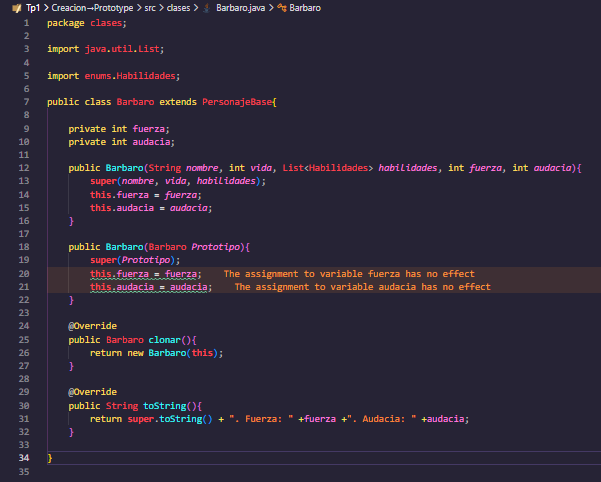 Tp1 > Creacion→Prototype > src > clases > Barbaro.java > Barbaro
1 package clases;
2
3 import java.util.List;
4
5 import enums.Habilidades;
6
7 public class Barbaro extends PersonajeBase{
8
9 private int fuerza;
10 private int audacia;
11
12 public Barbaro(String nombre, int vida, List<Habilidades> habilidades, int fuerza, int audacia){
13 super(nombre, vida, habilidades);
14 this.fuerza = fuerza;
15 this.audacia = audacia;
16 }
17
18 public Barbaro(Barbaro Prototipo){
19 super(Prototipo);
20 this.fuerza = fuerza; The assignment to variable fuerza has no effect
21 this.audacia = audacia; The assignment to variable audacia has no effect
22 }
23
24 @Override
25 public Barbaro clonar(){
26 return new Barbaro(this);
27 }
28
29 @Override
30 public String toString(){
31 return super.toString() + ". Fuerza: " +fuerza +". Audacia: " +audacia;
32 }
33
34 }
35